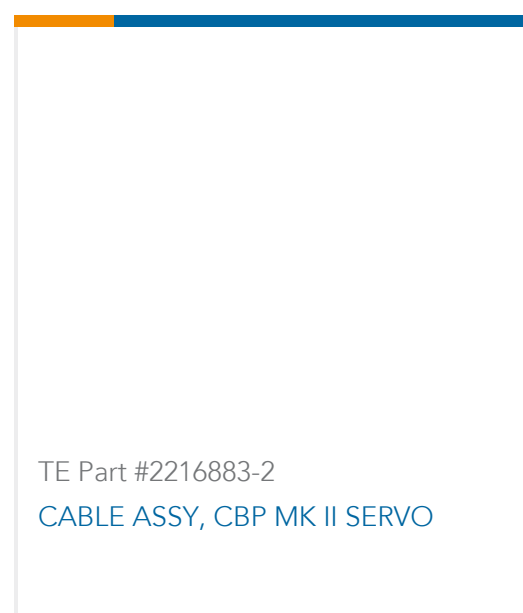 TE Part #2216883-2
CABLE ASSY, CBP MK II SERVO